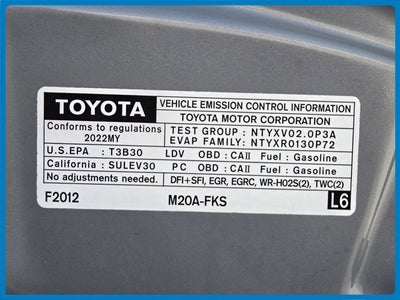 TOYOTA VEHICLE EMISSION CONTROL INFORMATION
TOYOTA MOTOR CORPORATION
Conforms to regulations TEST GROUP : NTYXV02.0P3A
2022MY EVAP FAMILY: NTYXR0130P72
U.S.EPA : T3B30 LDV OBD : CAII Fuel : Gasoline
California : SULEV30 PC OBD : CAII Fuel : Gasoline
No adjustments needed. DFI+SFI, EGR, EGRC, WR-HO2S(2), TWC(2)
F2012 M20A-FKS L6